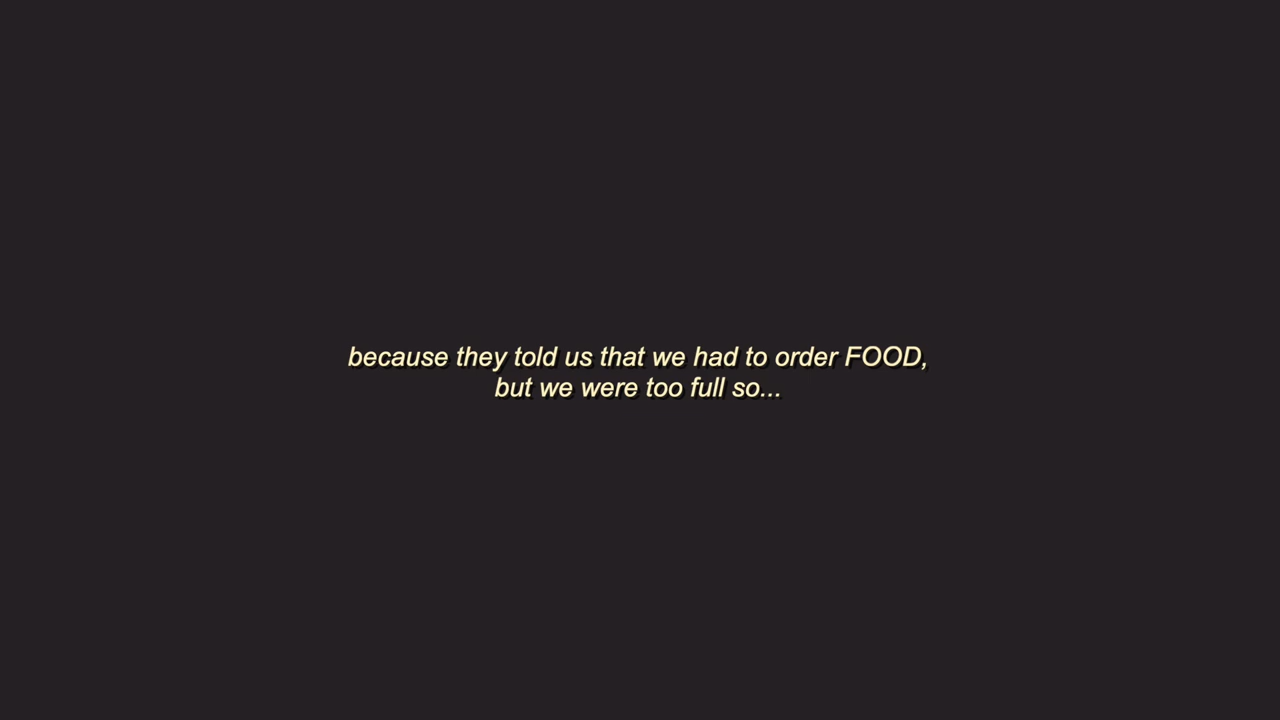 because they told us that we had to order FOOD,
but we were too full so...